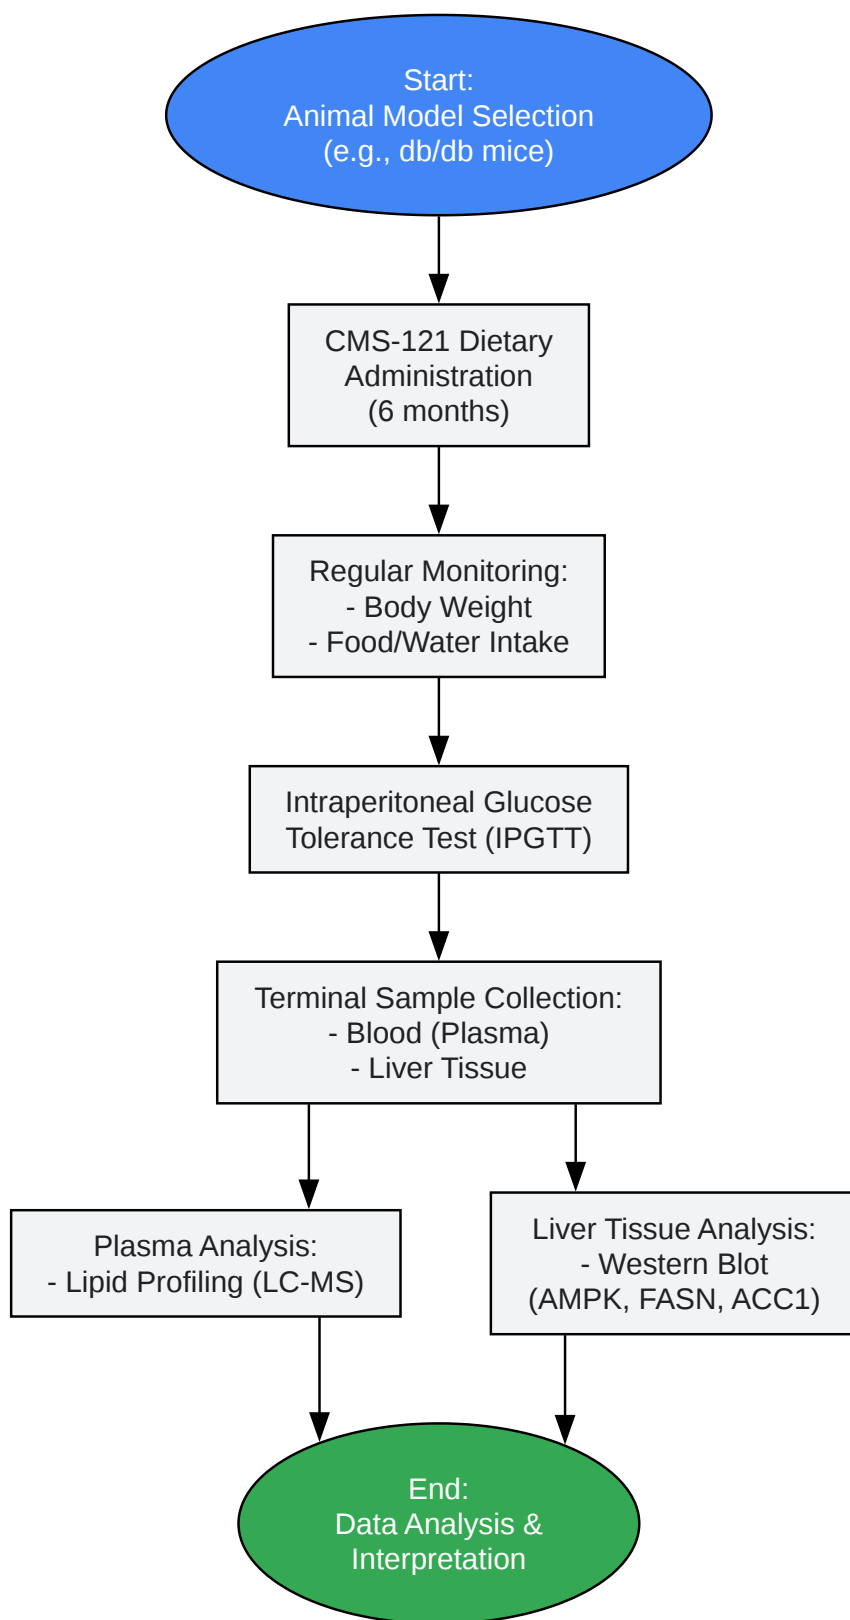 Start:
Animal Model Selection
(e.g., db/db mice)
CMS-121 Dietary
Administration
(6 months)
Regular Monitoring:
- Body Weight
- Food/Water Intake
Intraperitoneal Glucose
Tolerance Test (IPGTT)
Terminal Sample Collection:
- Blood (Plasma)
- Liver Tissue
Plasma Analysis:
- Lipid Profiling (LC-MS)
Liver Tissue Analysis:
- Western Blot
(AMPK, FASN, ACC1)
End:
Data Analysis &
Interpretation